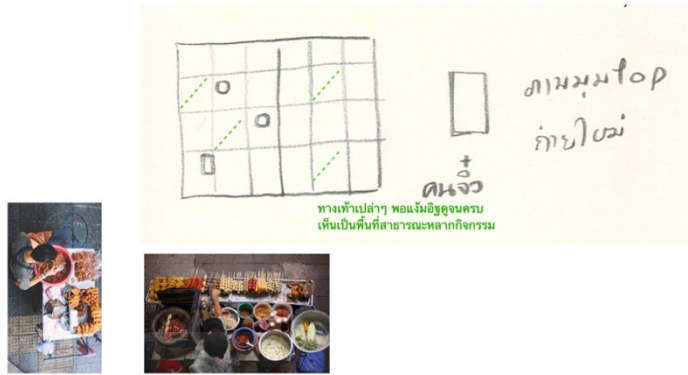 ภาพมุมtop
ถ่ายใหม่
+
คนจิ๋ว
ทางเท้าเปล่าๆ พอแง้มอิฐดูจนครบ
เห็นเป็นพื้นที่สาธารณะหลากกิจกรรม